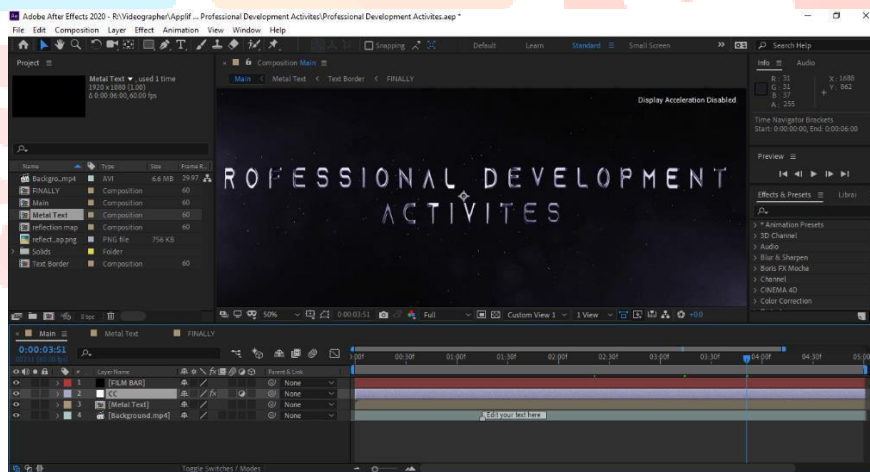 Adobe After Effects 2020 - R:\Videographer\Applif ... Professional Development Activites\Professional Development Activites.aep *
File Edit Composition Layer Effect Animation View Window Help
Snapping Default Learn Standard Small Screen Search Help
Project
Metal Text , used 1 time
1920 x 1080 (1.00)
Δ 0:00:06:00, 60.00 fps
Name Type Size Frame R...
Backgro...mp4 AVI 6.6 MB 29.97
FINALLY Composition 60
Main Composition 60
Metal Text Composition 60
reflection map Composition 60
reflect...ap.png PNG file 756 KB
Solids Folder
Text Border Composition 60
8 bpc
Composition Main
Main Metal Text Text Border FINALLY
Display Acceleration Disabled
ROFESSIONAL DEVELOPMENT
ACTIVITES
50% 0:00:03:51 Full Custom View 1 1 View +0.0
Info Audio
R : 31 X : 1688
G : 31 Y : 862
B : 37
A : 255
Time Navigator Brackets
Start: 0:00:00:00, End: 0:00:06:00
Preview
Effects & Presets Librai
* Animation Presets
3D Channel
Audio
Blur & Sharpen
Boris FX Mocha
Channel
CINEMA 4D
Color Correction
Main Metal Text FINALLY
0:00:03:51
# Layer Name Parent & Link
1 [FILM BAR] None
2 CC None
3 [Metal Text] None
4 [Background.mp4] None
00:30f 01:00f 01:30f 02:00f 02:30f 03:00f 03:30f 04:00f 04:30f 05:00
Edit your text here
Toggle Switches / Modes